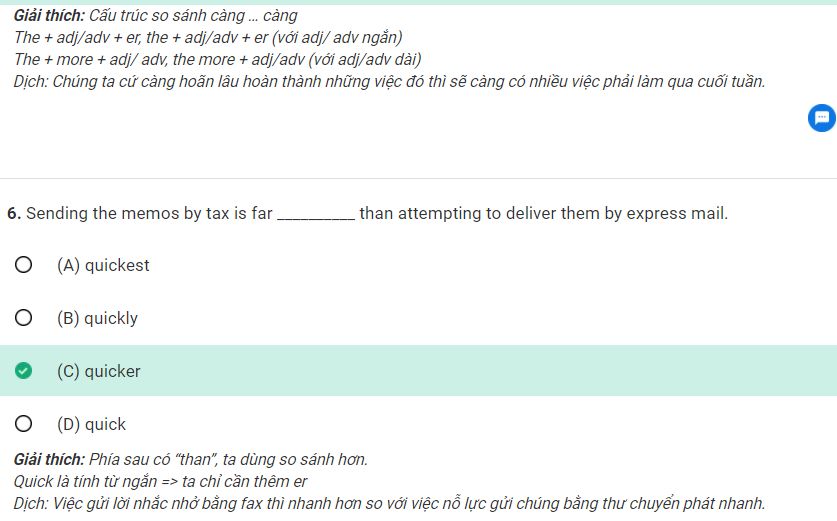 Giải thích: Cấu trúc so sánh càng ... càng
The + adj/adv + er, the + adj/adv + er (với adj/ adv ngắn)
The + more + adj/ adv, the more + adj/adv (với adj/adv dài)
Dịch: Chúng ta cứ càng hoãn lâu hoàn thành những việc đó thì sẽ càng có nhiều việc phải làm qua cuối tuần.
6. Sending the memos by tax is far __________ than attempting to deliver them by express mail.
(A) quickest
(B) quickly
(C) quicker
(D) quick
Giải thích: Phía sau có “than”, ta dùng so sánh hơn.
Quick là tính từ ngắn => ta chỉ cần thêm er
Dịch: Việc gửi lời nhắc nhở bằng fax thì nhanh hơn so với việc nỗ lực gửi chúng bằng thư chuyển phát nhanh.